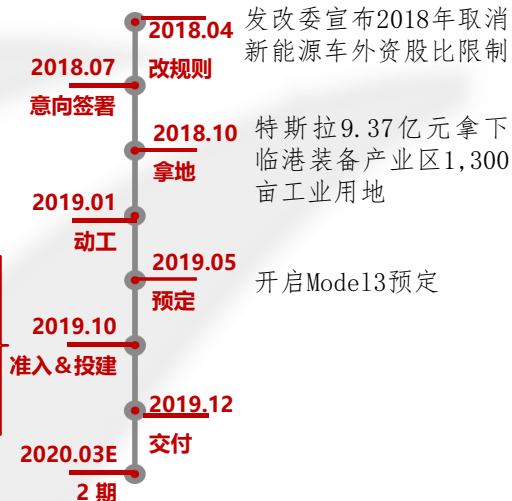 2018.04
改规则
发改委宣布2018年取消
新能源车外资股比限制
2018.07
意向签署
2018.10
拿地
特斯拉9.37亿元拿下
临港装备产业区1,300
亩工业用地
2019.01
动工
2019.05
预定
开启Model3预定
2019.10
准入&投建
2019.12
交付
2020.03E
2 期